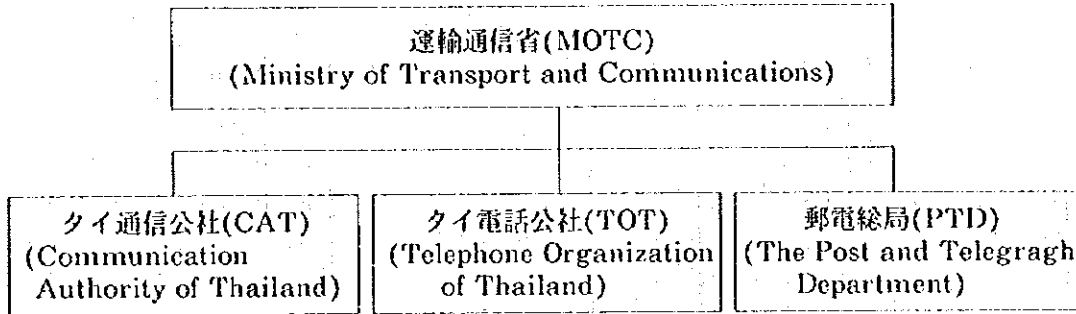 運輸通信省(MOTC)
(Ministry of Transport and Communications)
タイ通信公社(CAT)
(Communication
Authority of Thailand)
タイ電話公社(TOT)
(Telephone Organization
of Thailand)
郵電総局(PTD)
(The Post and Telegragh
Department)